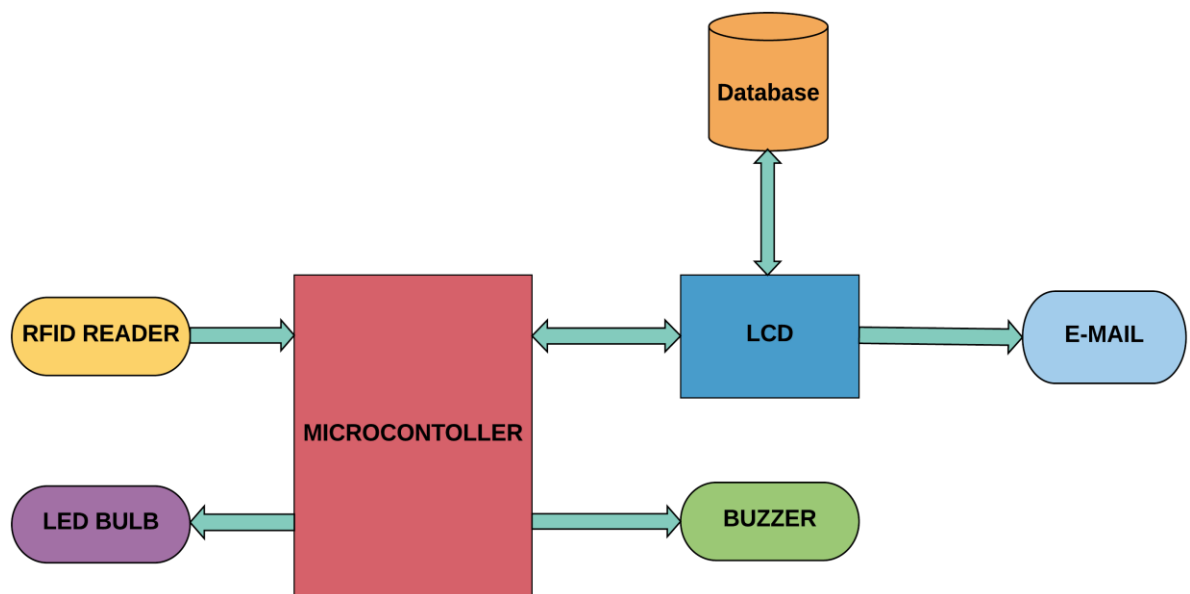 Database
RFID READER
LCD
E-MAIL
MICROCONTOLLER
LED BULB
BUZZER